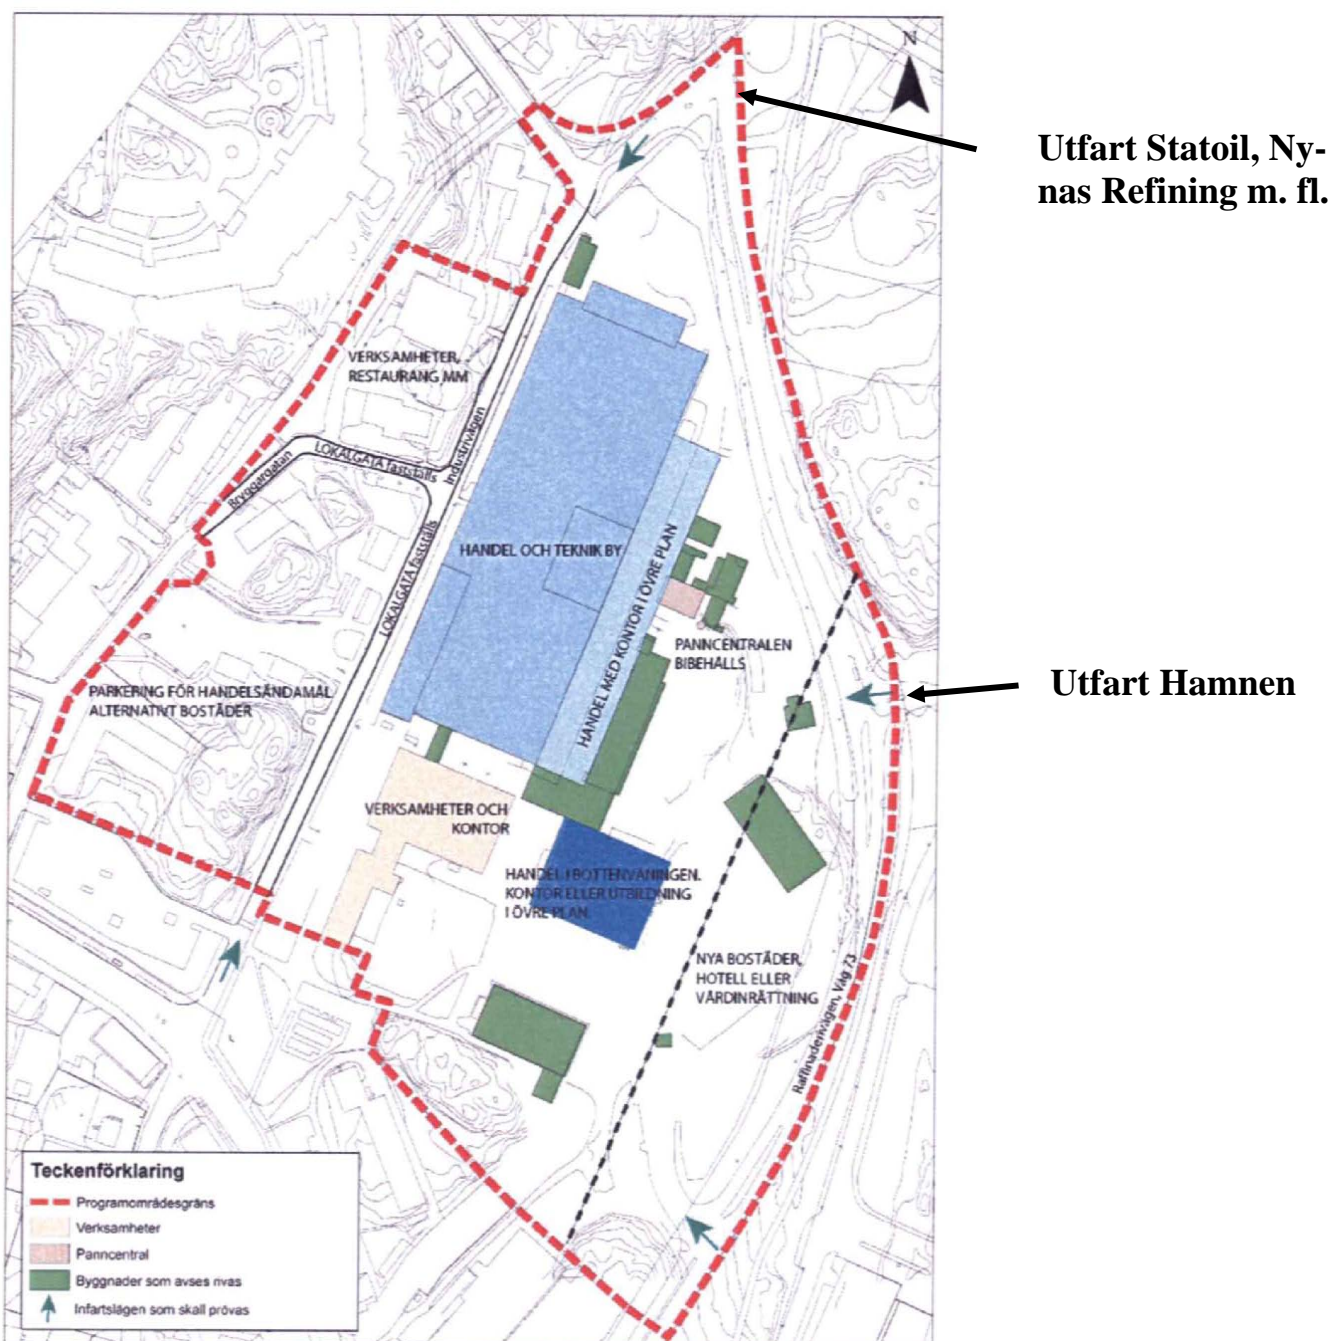 N
Utfart Statoil, Ny-
nas Refining m. fl.
VERKSAMHETER,
RESTAURANG MM
Industrivägen
LOKALGATA fastställs
Bryggargatan
HANDEL OCH TEKNIK BY
LOKALGATA fastställs
HANDEL MED KONTOR I ÖVRE PLAN
PANNCENTRALEN
BIBEHÅLLS
Utfart Hamnen
PARKERING FÖR HANDELSÄNDAMÅL
ALTERNATIVT BOSTÄDER
VERKSAMHETER OCH
KONTOR
HANDEL I BOTTENVÅNINGEN.
KONTOR ELLER UTBILDNING
I ÖVRE PLAN.
NYA BOSTÄDER,
HOTELL ELLER
VÅRDINRÄTTNING
Raffinaderivägen, Väg 73
Teckenförklaring
Programområdesgräns
Verksamheter
Panncentral
Byggnader som avses rivas
Infartslägen som skall prövas